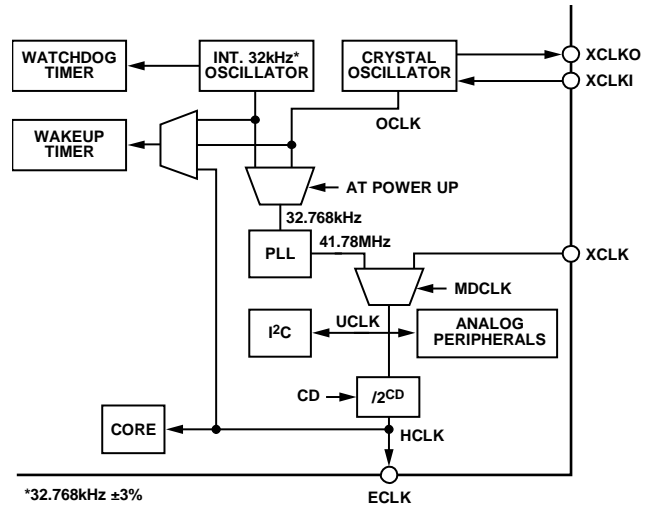 WATCHDOG
TIMER
INT. 32kHz*
OSCILLATOR
CRYSTAL
OSCILLATOR
XCLKO
XCLKI
OCLK
WAKEUP
TIMER
AT POWER UP
32.768kHz
PLL
41.78MHz
XCLK
MDCLK
I²C
UCLK
ANALOG
PERIPHERALS
CD
/2ᶜᴰ
CORE
HCLK
ECLK
*32.768kHz ±3%